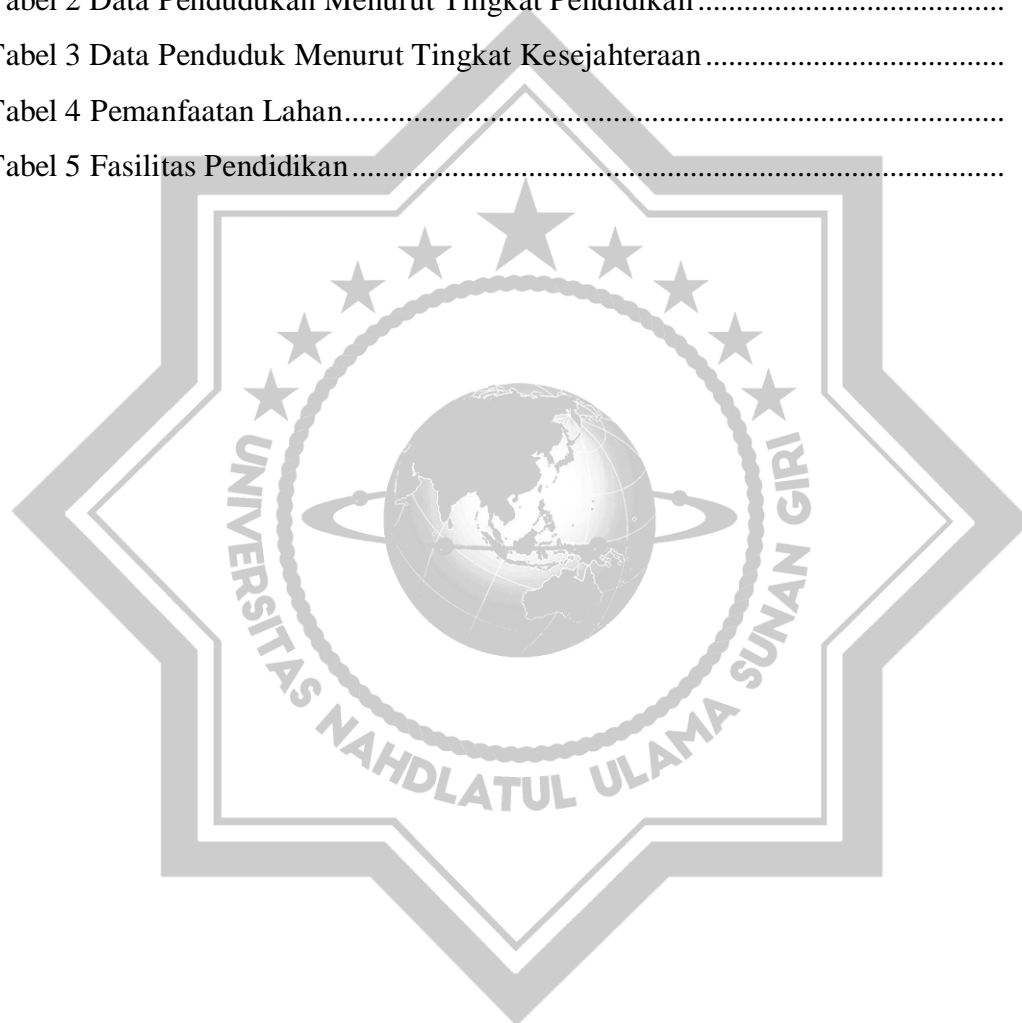 Tabel 2 Data Pendudukan Menurut Tingkat Pendidikan....................................
Tabel 3 Data Penduduk Menurut Tingkat Kesejahteraan....................................
Tabel 4 Pemanfaatan Lahan....................................................................................
Tabel 5 Fasilitas Pendidikan....................................................................................
UNIVERSITAS NAHDLATUL ULAMA SUNAN GIRI